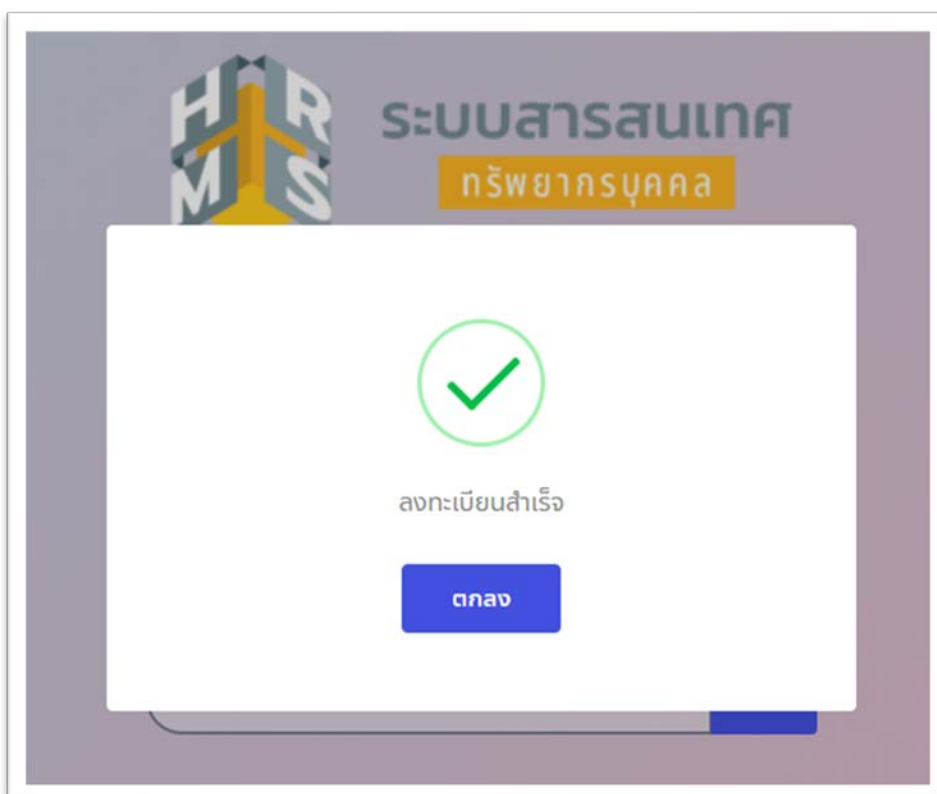 HR
MS
ระบบสารสนเทศ
ทรัพยากรบุคคล
ลงทะเบียนสำเร็จ
ตกลง